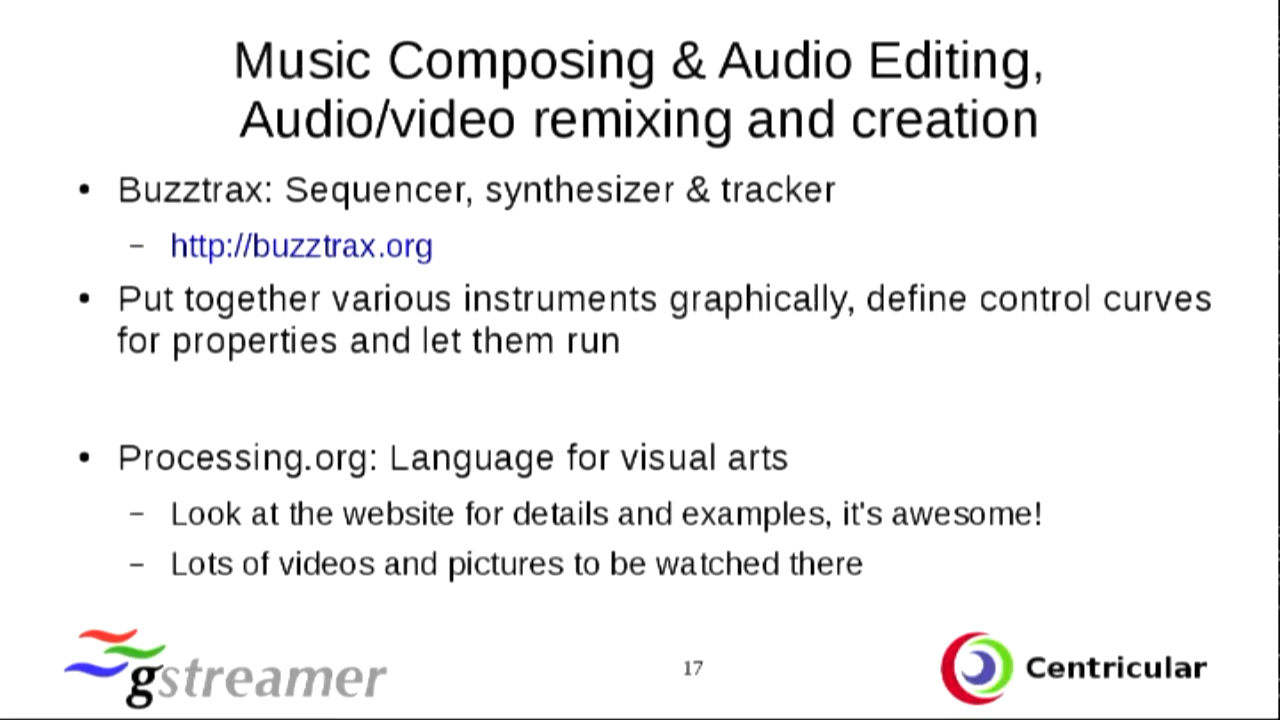 Music Composing & Audio Editing,
Audio/video remixing and creation
• Buzztrax: Sequencer, synthesizer & tracker
– http://buzztrax.org
• Put together various instruments graphically, define control curves
for properties and let them run
• Processing.org: Language for visual arts
– Look at the website for details and examples, it's awesome!
– Lots of videos and pictures to be watched there
gstreamer
17
Centricular